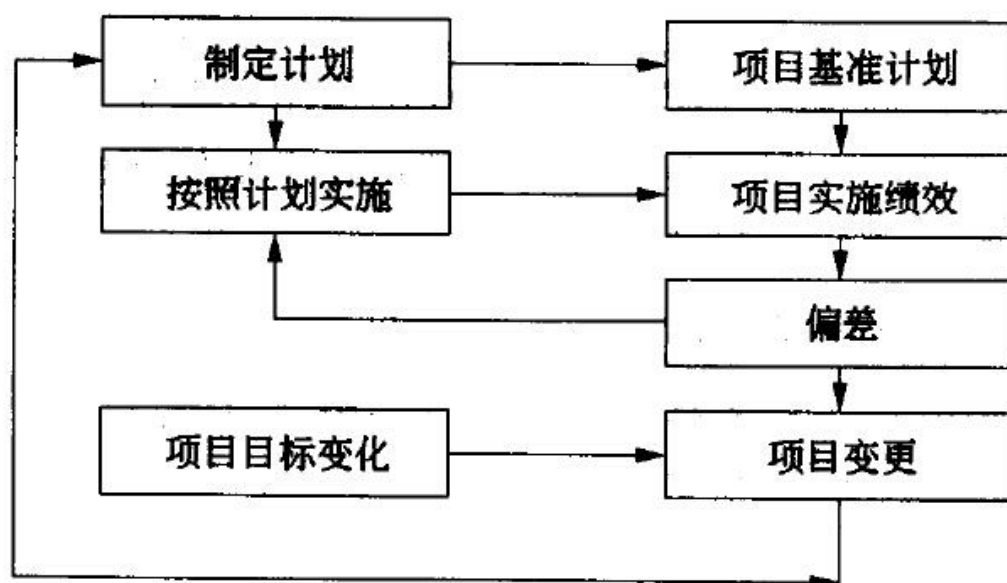 制定计划
项目基准计划
按照计划实施
项目实施绩效
偏差
项目目标变化
项目变更